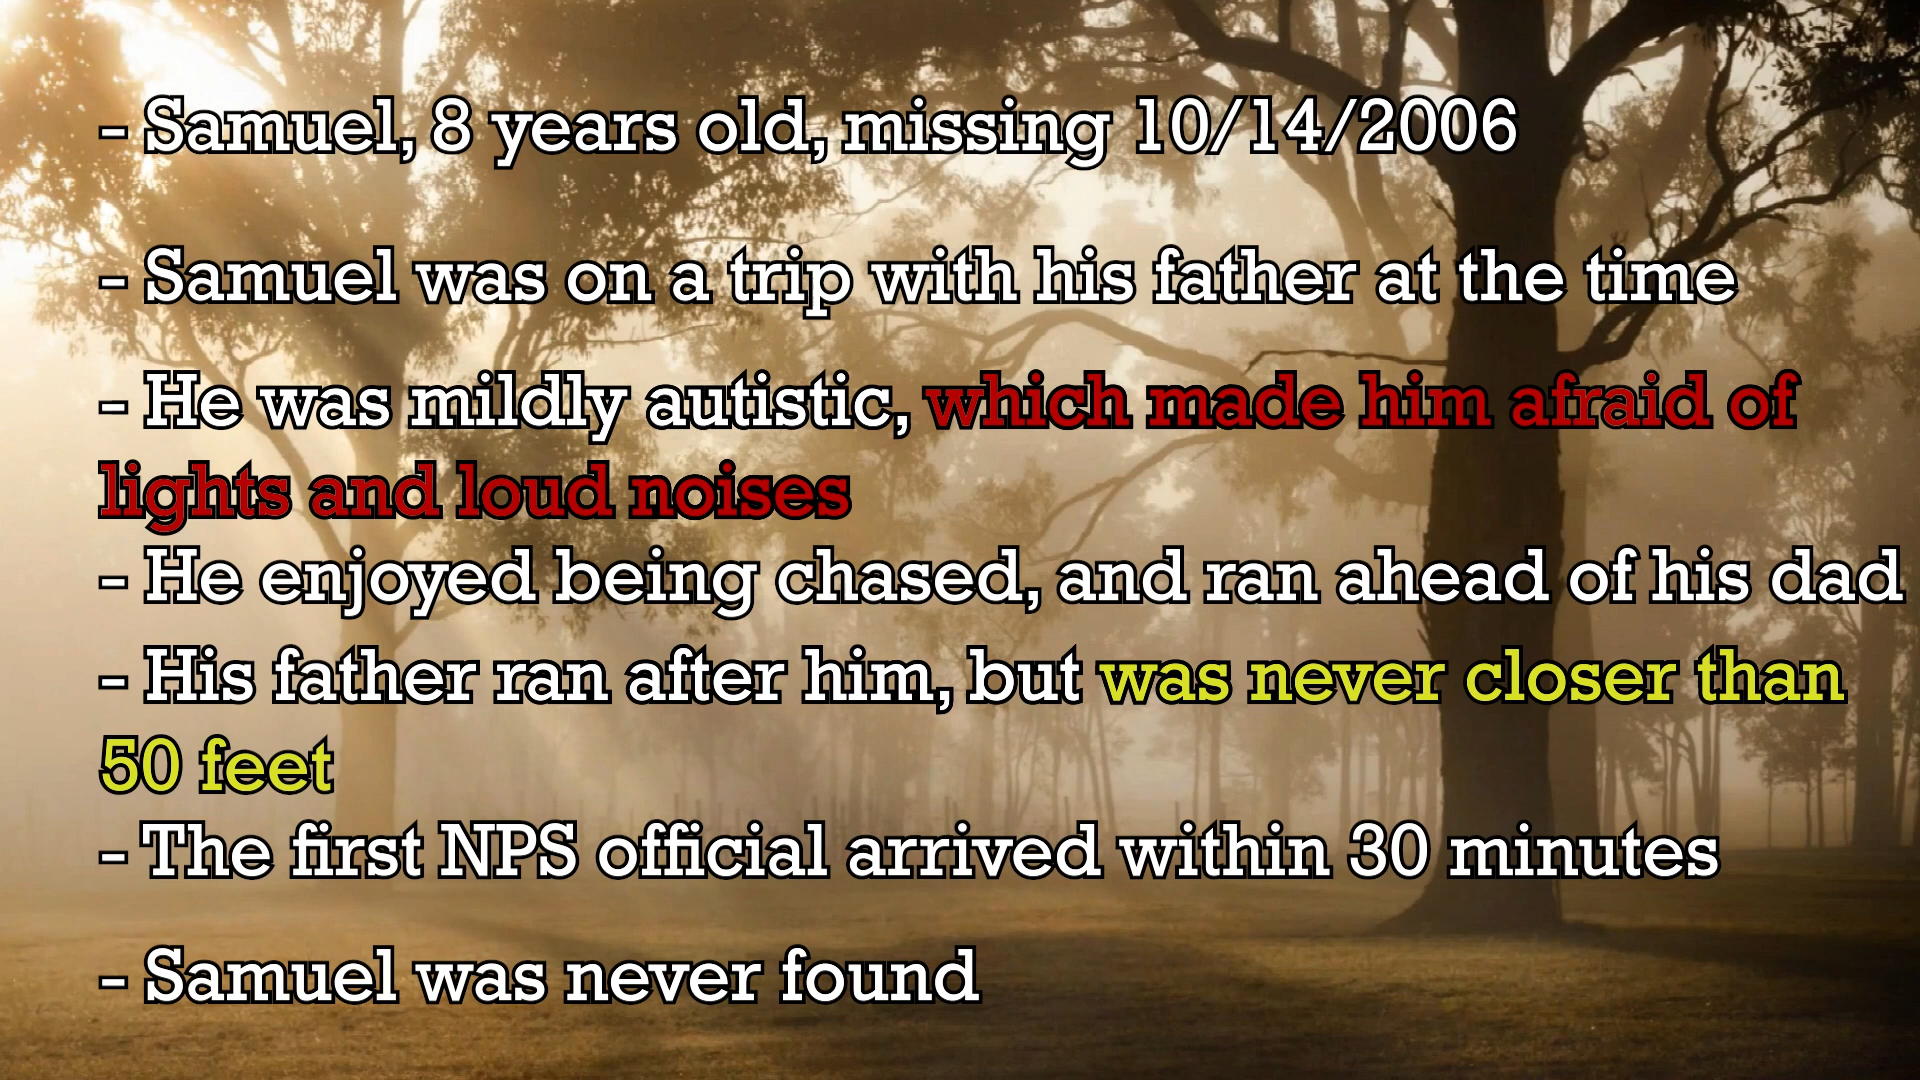 - Samuel, 8 years old, missing 10/14/2006
- Samuel was on a trip with his father at the time
- He was mildly autistic, which made him afraid of
lights and loud noises
- He enjoyed being chased, and ran ahead of his dad
- His father ran after him, but was never closer than
50 feet
- The first NPS official arrived within 30 minutes
- Samuel was never found